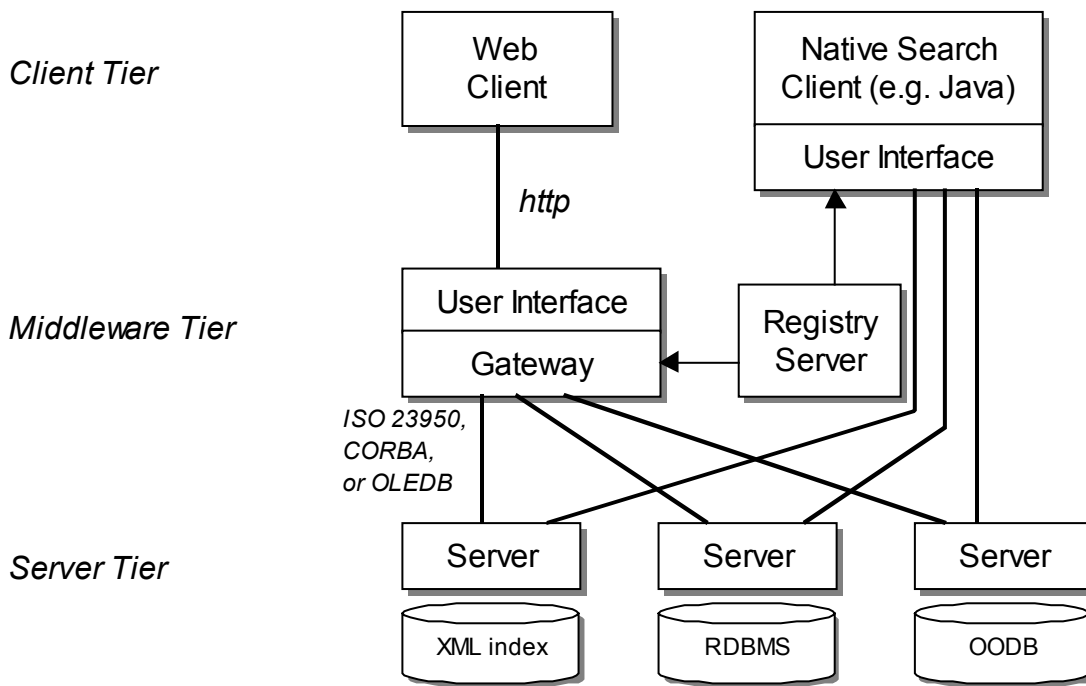 Client Tier
Web
Client
Native Search
Client (e.g. Java)
User Interface
http
Middleware Tier
User Interface
Gateway
Registry
Server
ISO 23950,
CORBA,
or OLEDB
Server Tier
Server
Server
Server
XML index
RDBMS
OODB